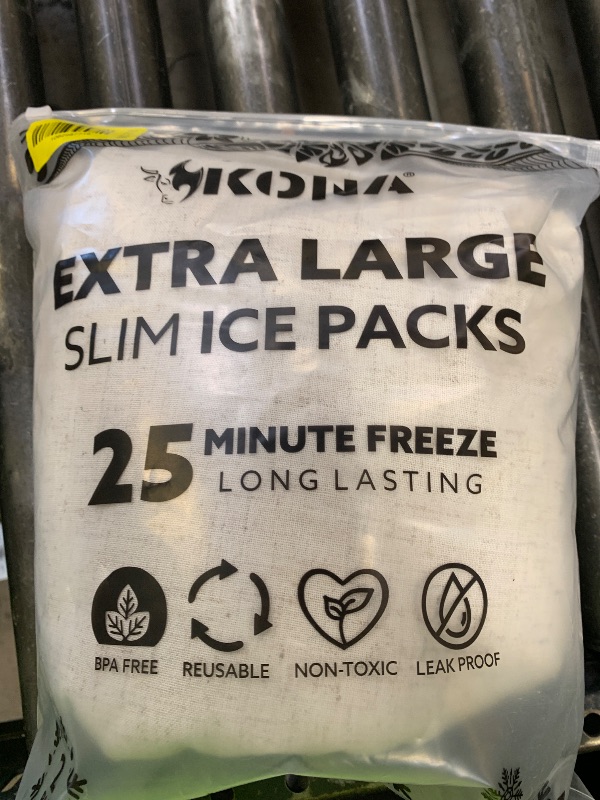 KONA®
EXTRA LARGE
SLIM ICE PACKS
25 MINUTE FREEZE
LONG LASTING
BPA FREE REUSABLE NON-TOXIC LEAK PROOF